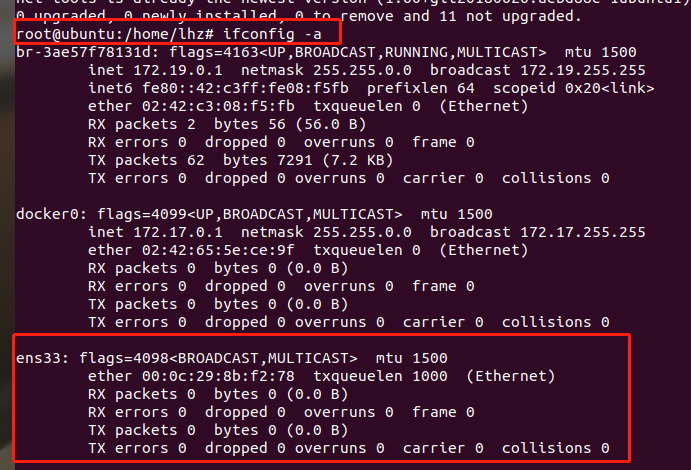 0 upgraded, 0 newly installed, 0 to remove and 11 not upgraded.
root@ubuntu:/home/lhz# ifconfig -a
br-3ae57f78131d: flags=4163<UP,BROADCAST,RUNNING,MULTICAST>  mtu 1500
        inet 172.19.0.1  netmask 255.255.0.0  broadcast 172.19.255.255
        inet6 fe80::42:c3ff:fe08:f5fb  prefixlen 64  scopeid 0x20<link>
        ether 02:42:c3:08:f5:fb  txqueuelen 0  (Ethernet)
        RX packets 2  bytes 56 (56.0 B)
        RX errors 0  dropped 0  overruns 0  frame 0
        TX packets 62  bytes 7291 (7.2 KB)
        TX errors 0  dropped 0 overruns 0  carrier 0  collisions 0
docker0: flags=4099<UP,BROADCAST,MULTICAST>  mtu 1500
        inet 172.17.0.1  netmask 255.255.0.0  broadcast 172.17.255.255
        ether 02:42:65:5e:ce:9f  txqueuelen 0  (Ethernet)
        RX packets 0  bytes 0 (0.0 B)
        RX errors 0  dropped 0  overruns 0  frame 0
        TX packets 0  bytes 0 (0.0 B)
        TX errors 0  dropped 0 overruns 0  carrier 0  collisions 0
ens33: flags=4098<BROADCAST,MULTICAST>  mtu 1500
        ether 00:0c:29:8b:f2:78  txqueuelen 1000  (Ethernet)
        RX packets 0  bytes 0 (0.0 B)
        RX errors 0  dropped 0  overruns 0  frame 0
        TX packets 0  bytes 0 (0.0 B)
        TX errors 0  dropped 0 overruns 0  carrier 0  collisions 0